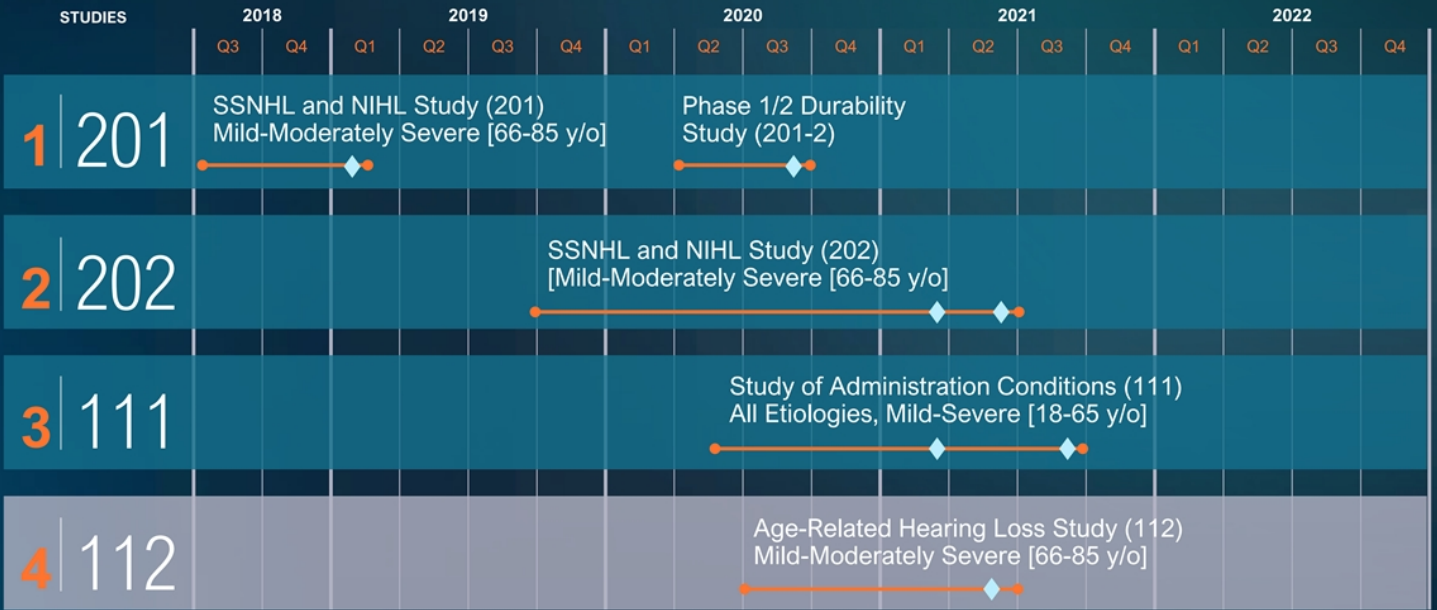 STUDIES 2018 2019 2020 2021 2022
Q3 Q4 Q1 Q2 Q3 Q4 Q1 Q2 Q3 Q4 Q1 Q2 Q3 Q4 Q1 Q2 Q3 Q4
1 201
SSNHL and NIHL Study (201)
Mild-Moderately Severe [66-85 y/o]
Phase 1/2 Durability
Study (201-2)
2 202
SSNHL and NIHL Study (202)
[Mild-Moderately Severe [66-85 y/o]
3 111
Study of Administration Conditions (111)
All Etiologies, Mild-Severe [18-65 y/o]
4 112
Age-Related Hearing Loss Study (112)
Mild-Moderately Severe [66-85 y/o]